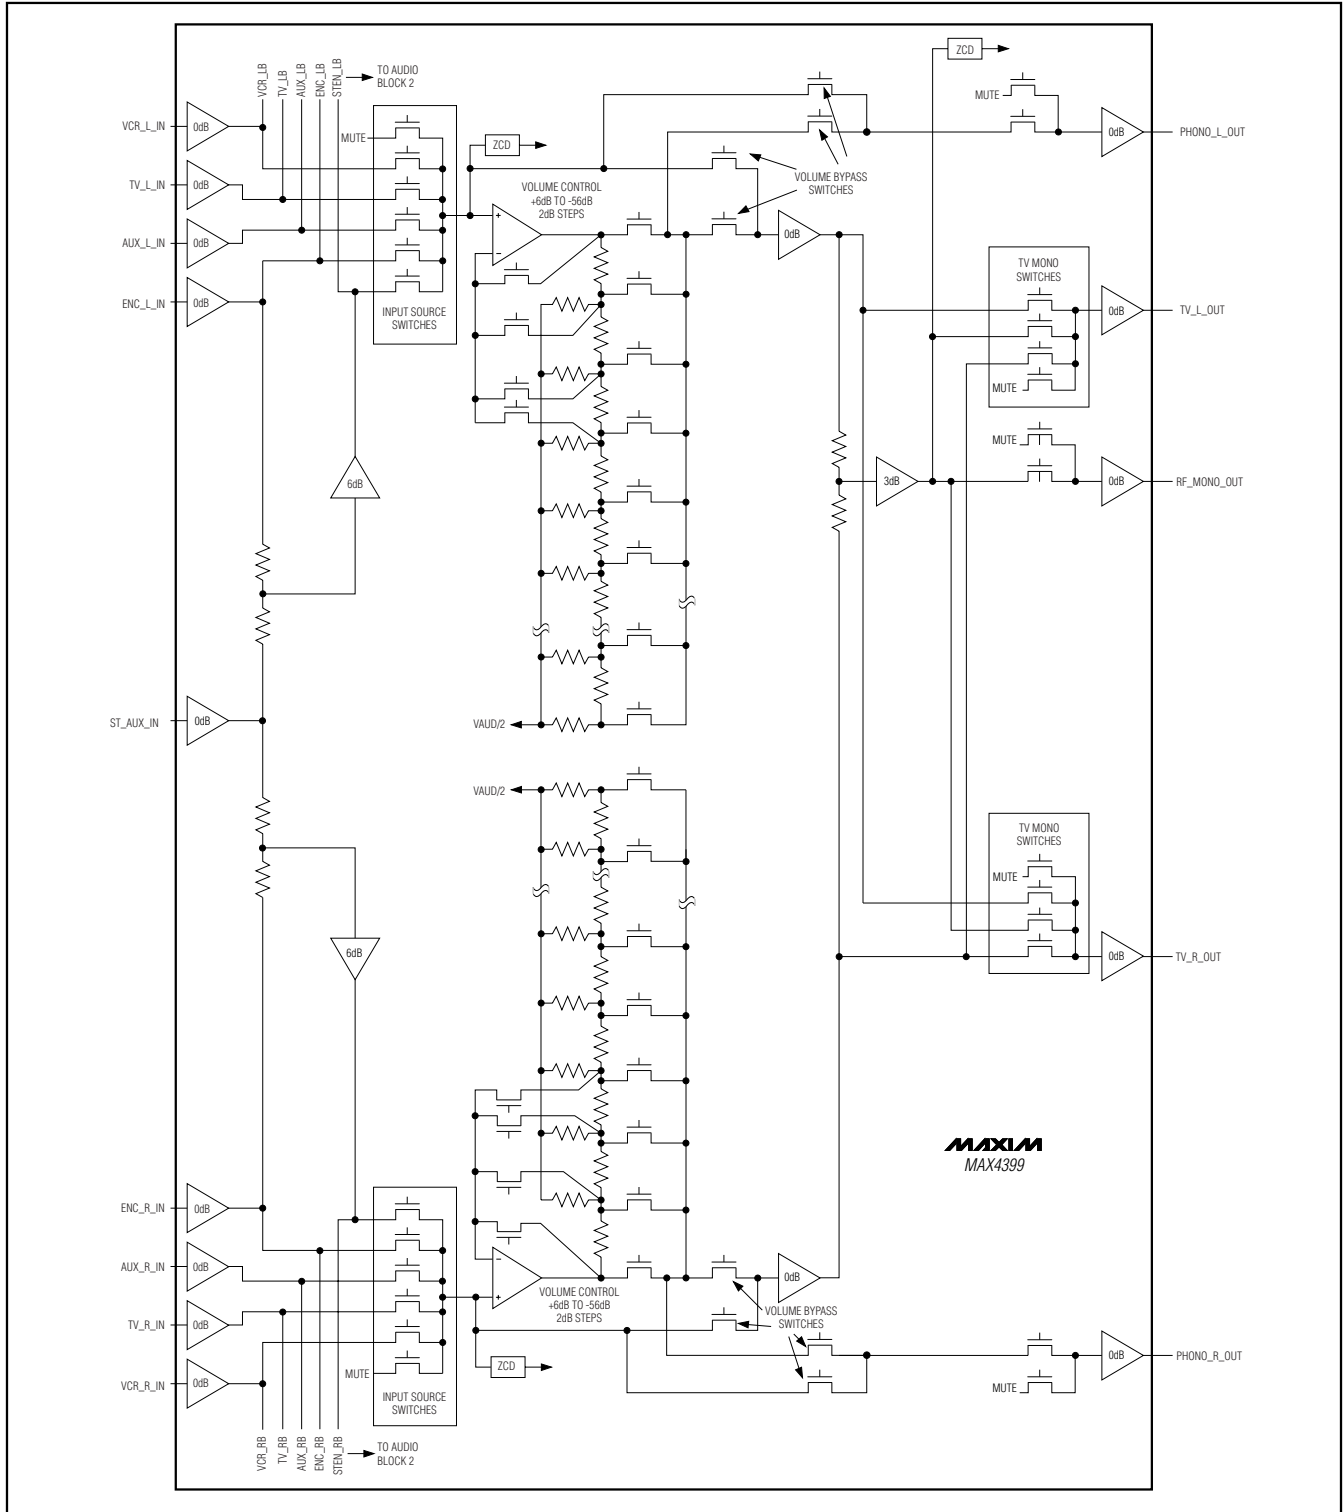 ZCD
VCR_LB
TV_LB
AUX_LB
ENC_LB
STEN_LB
TO AUDIO
BLOCK 2
MUTE
VCR_L_IN
0dB
MUTE
ZCD
0dB
PHONO_L_OUT
VOLUME BYPASS
SWITCHES
TV_L_IN
0dB
VOLUME CONTROL
+6dB TO -56dB
2dB STEPS
+
−
AUX_L_IN
0dB
0dB
TV MONO
SWITCHES
ENC_L_IN
0dB
INPUT SOURCE
SWITCHES
0dB
TV_L_OUT
MUTE
MUTE
6dB
3dB
0dB
RF_MONO_OUT
ST_AUX_IN
0dB
VAUD/2
VAUD/2
TV MONO
SWITCHES
MUTE
6dB
0dB
TV_R_OUT
MAXIM
MAX4399
ENC_R_IN
0dB
AUX_R_IN
0dB
−
+
0dB
VOLUME CONTROL
+6dB TO -56dB
2dB STEPS
VOLUME BYPASS
SWITCHES
TV_R_IN
0dB
MUTE
ZCD
0dB
PHONO_R_OUT
VCR_R_IN
0dB
MUTE
INPUT SOURCE
SWITCHES
VCR_RB
TV_RB
AUX_RB
ENC_RB
STEN_RB
TO AUDIO
BLOCK 2